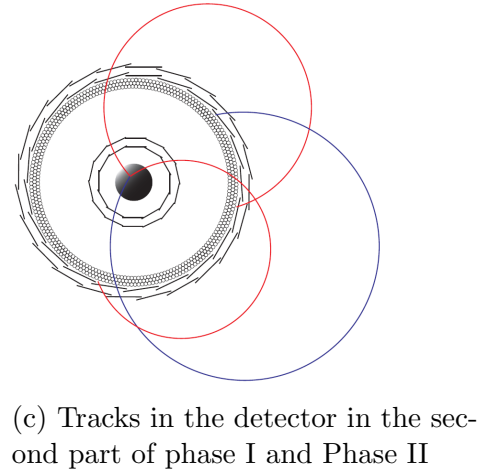 (c) Tracks in the detector in the sec-
ond part of phase I and Phase II